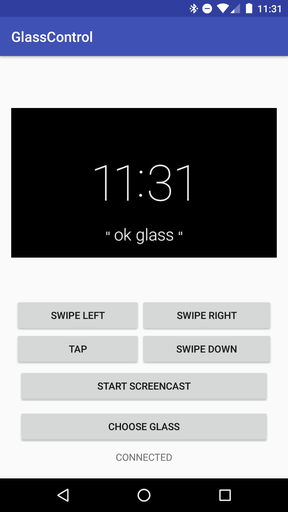 11:31
GlassControl
11:31
" ok glass "
SWIPE LEFT
SWIPE RIGHT
TAP
SWIPE DOWN
START SCREENCAST
CHOOSE GLASS
CONNECTED